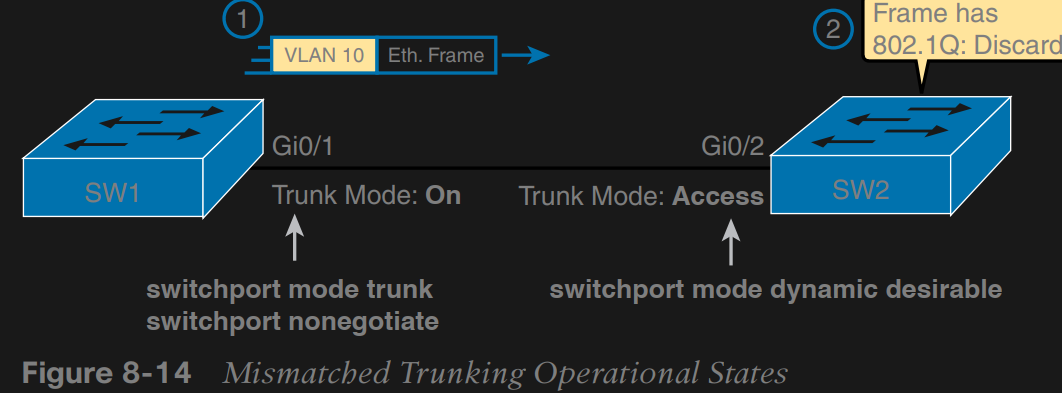 1
VLAN 10 Eth. Frame
2
Frame has
802.1Q: Discard
Gi0/1
Gi0/2
SW1
SW2
Trunk Mode: On
Trunk Mode: Access
switchport mode trunk
switchport nonegotiate
switchport mode dynamic desirable
Figure 8-14 Mismatched Trunking Operational States